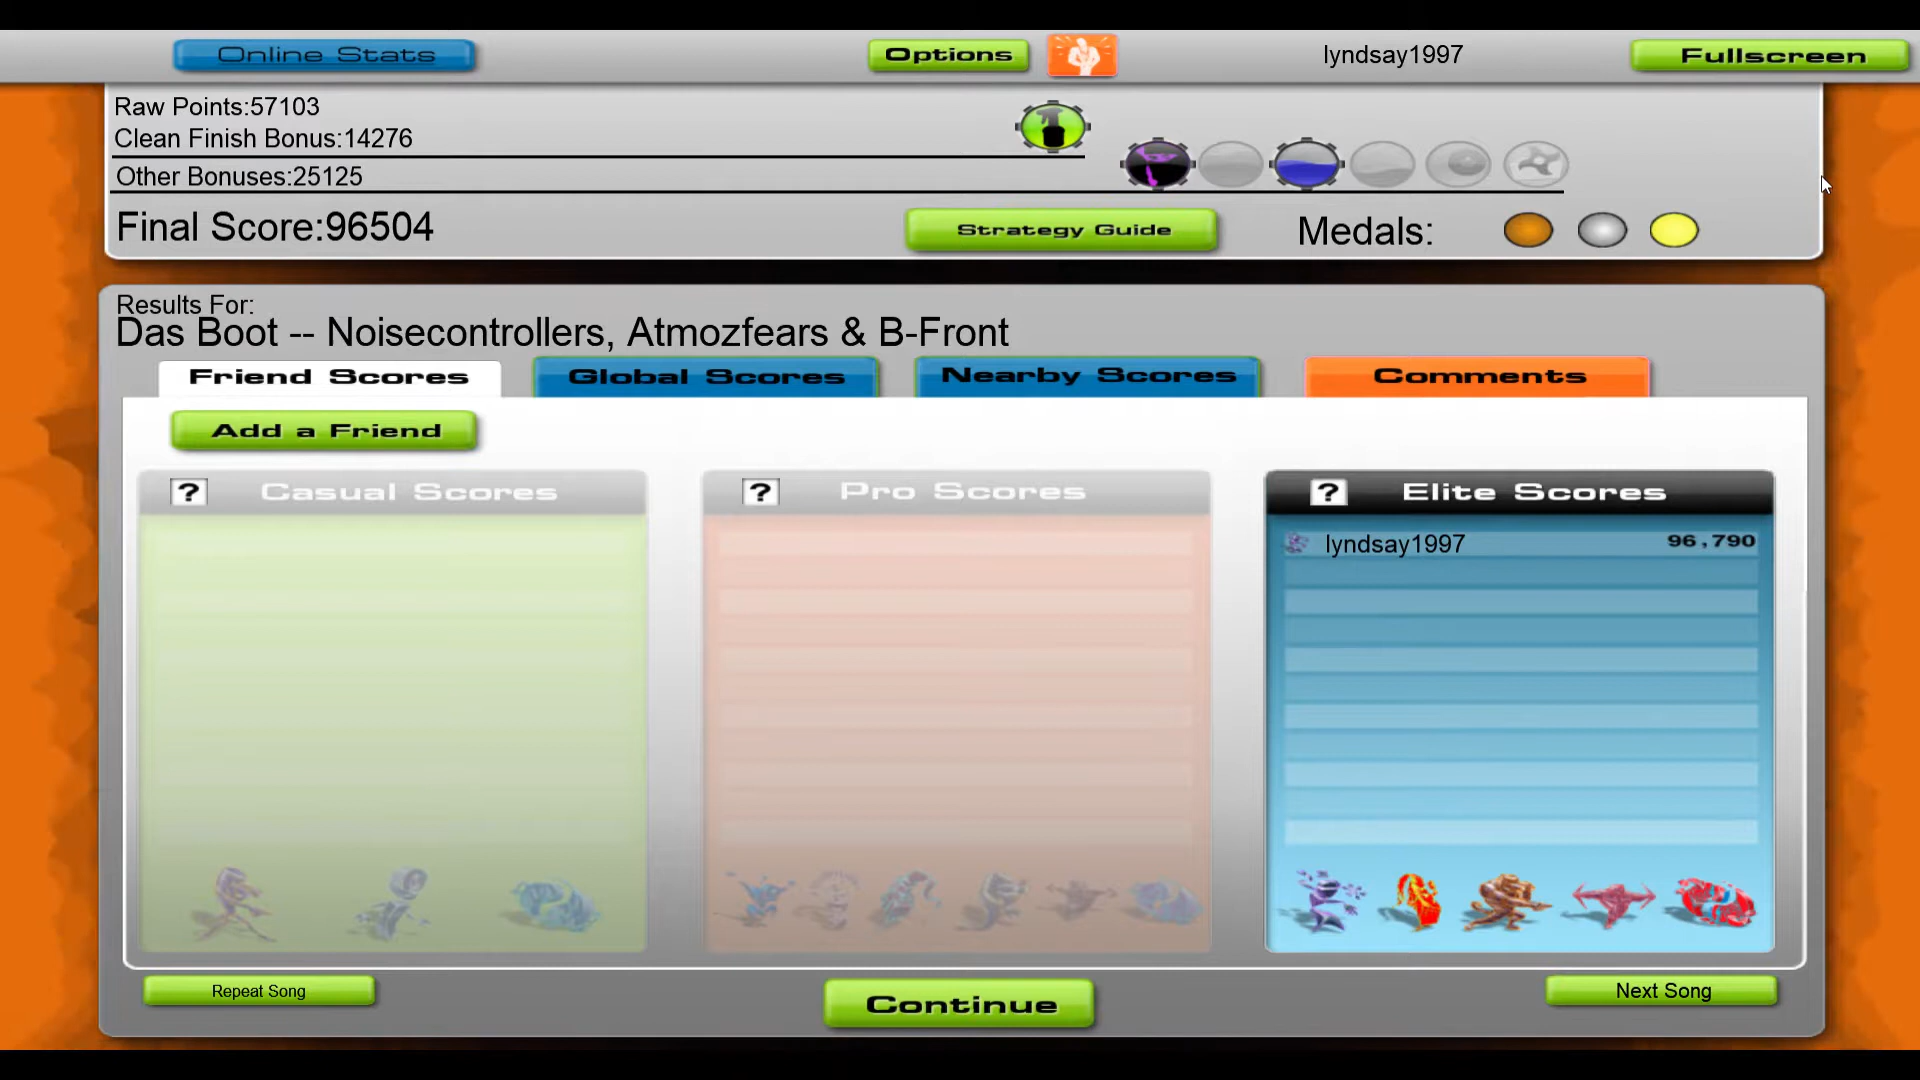 Online Stats
Options
lyndsay1997
Fullscreen
Raw Points:57103
Clean Finish Bonus:14276
Other Bonuses:25125
Final Score:96504
Strategy Guide
Medals:
Results For:
Das Boot -- Noisecontrollers, Atmozfears & B-Front
Friend Scores
Global Scores
Nearby Scores
Comments
Add a Friend
? Casual Scores
? Pro Scores
? Elite Scores
lyndsay1997 96,790
Repeat Song
Continue
Next Song